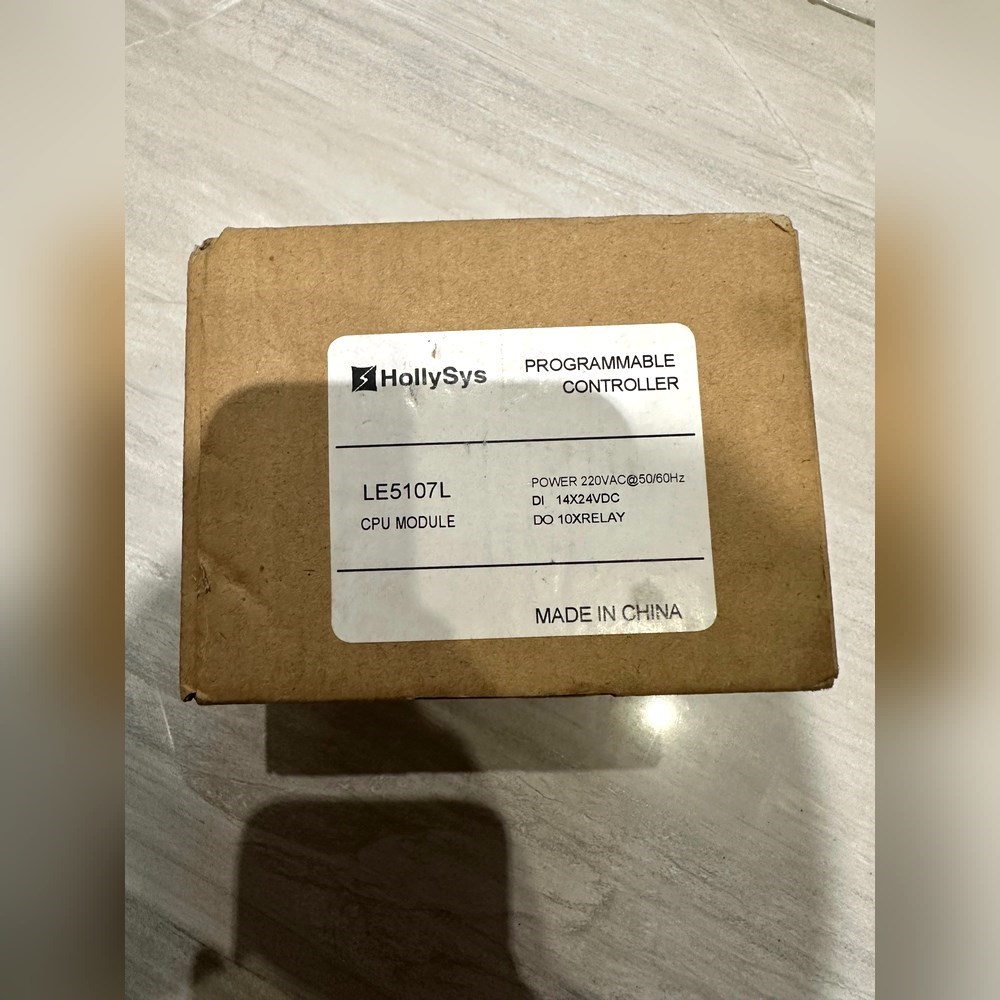 HollySys
PROGRAMMABLE
CONTROLLER
LE5107L
CPU MODULE
POWER 220VAC@50/60Hz
DI 14X24VDC
DO 10XRELAY
MADE IN CHINA